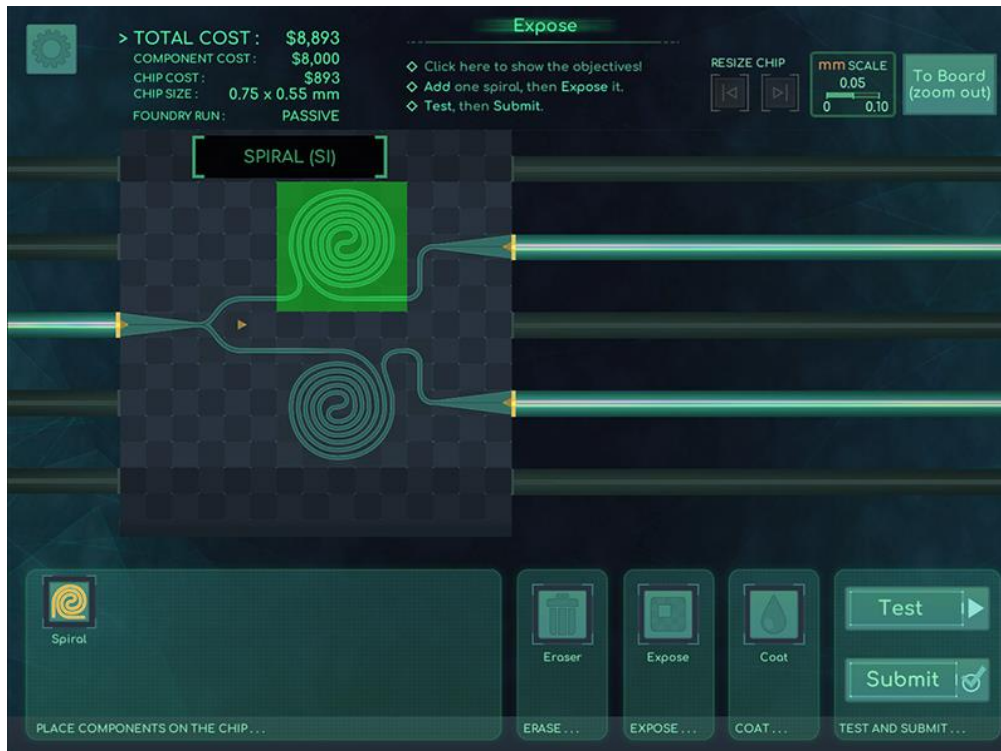 Expose
> TOTAL COST : $8,893
COMPONENT COST : $8,000
CHIP COST : $893
CHIP SIZE : 0.75 x 0.55 mm
FOUNDRY RUN : PASSIVE
Click here to show the objectives!
Add one spiral, then Expose it.
Test, then Submit.
RESIZE CHIP
mm SCALE
0.05
0 0.10
To Board
(zoom out)
SPIRAL (SI)
Spiral
Eraser
Expose
Coat
Test
Submit
PLACE COMPONENTS ON THE CHIP . . .
ERASE . . .
EXPOSE . . .
COAT . . .
TEST AND SUBMIT . . .